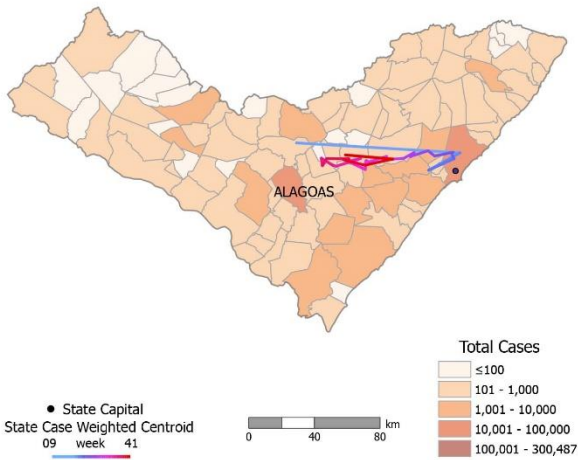 ALAGOAS
Total Cases
≤100
101 - 1,000
1,001 - 10,000
10,001 - 100,000
100,001 - 300,487
State Capital
State Case Weighted Centroid
09 week 41
km
0 40 80